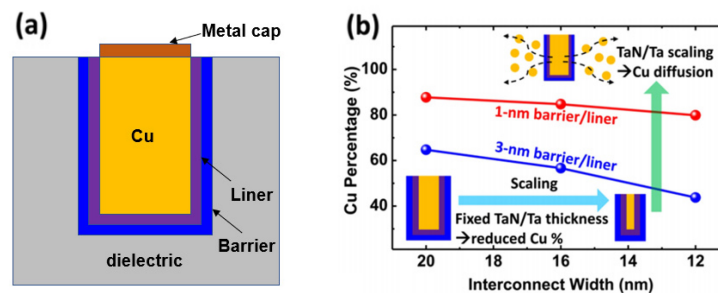 (a)
Metal cap
Cu
Liner
Barrier
dielectric
(b)
Cu Percentage (%)
100
80
60
40
TaN/Ta scaling
→Cu diffusion
1-nm barrier/liner
3-nm barrier/liner
Scaling
Fixed TaN/Ta thickness
→reduced Cu %
20
16
14
12
Interconnect Width (nm)